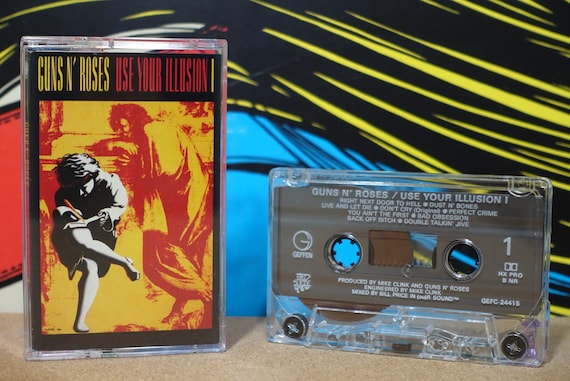 GUNS N' ROSES USE YOUR ILLUSION I
GUNS N' ROSES / USE YOUR ILLUSION I
RIGHT NEXT DOOR TO HELL ● DUST N' BONES
LIVE AND LET DIE ● DON'T CRY (Original) ● PERFECT CRIME
YOU AIN'T THE FIRST ● BAD OBSESSION
BACK OFF BITCH ● DOUBLE TALKIN' JIVE
GEFFEN
1
HX PRO
B NR
PRODUCED BY MIKE CLINK AND GUNS N' ROSES
ENGINEERED BY MIKE CLINK
MIXED BY BILL PRICE IN
SOUND™
GEFC-24415